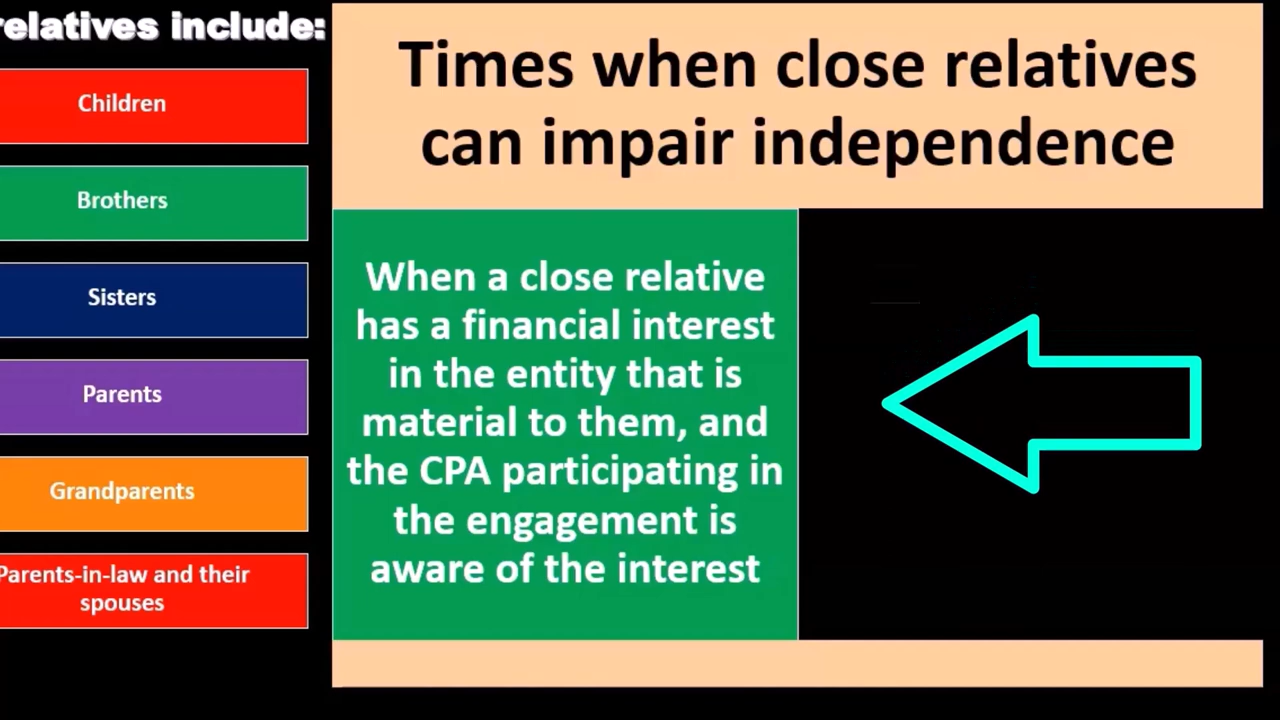 relatives include:
Children
Brothers
Sisters
Parents
Grandparents
Parents-in-law and their
spouses
Times when close relatives
can impair independence
When a close relative
has a financial interest
in the entity that is
material to them, and
the CPA participating in
the engagement is
aware of the interest